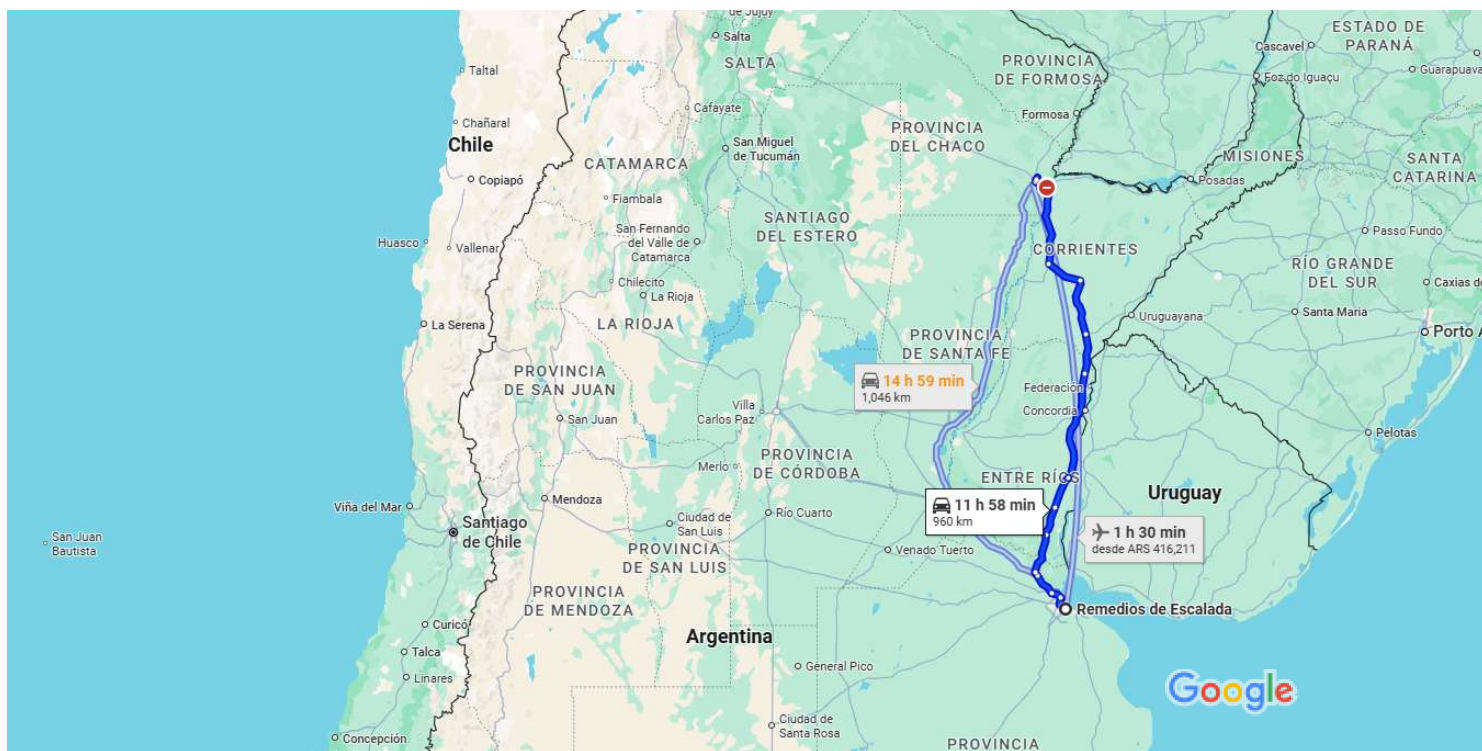 de Jujuy
Salta
SALTA
Taltal
Cafayate
Chañaral
Chile
CATAMARCA
San Miguel
de Tucumán
Copiapó
Fiambala
Huasco
Vallenar
San Fernando
del Valle de
Catamarca
SANTIAGO
DEL ESTERO
Chilecito
La Rioja
La Serena
LA RIOJA
PROVINCIA
DE SAN JUAN
San Juan
Villa
Carlos Paz
PROVINCIA
DE CÓRDOBA
Merlo
Viña del Mar
Mendoza
Santiago
de Chile
Ciudad de
San Luis
Río Cuarto
San Juan
Bautista
PROVINCIA
DE SAN LUIS
Venado Tuerto
PROVINCIA
DE MENDOZA
Curicó
Talca
Linares
Argentina
General Pico
Concepción
Ciudad de
Santa Rosa
PROVINCIA
PROVINCIA
DE FORMOSA
Formosa
PROVINCIA
DEL CHACO
ESTADO DE
PARANÁ
Cascavel
Foz do Iguaçu
Guarapuava
MISIONES
Posadas
SANTA
CATARINA
Passo Fundo
CORRIENTES
RÍO GRANDE
DEL SUR
Caxias do
Uruguayana
Santa Maria
Porto A
PROVINCIA
DE SANTA FE
14 h 59 min
1,046 km
Federación
Concordia
Pelotas
ENTRE RÍOS
Uruguay
11 h 58 min
960 km
1 h 30 min
desde ARS 416,211
Remedios de Escalada
Google